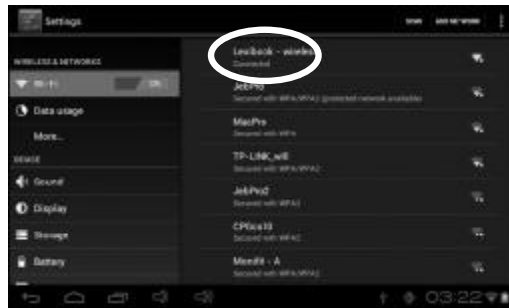 Settings
SCAN ADD NETWORK
WIRELESS & NETWORKS
Wi-Fi ON
Data usage
More...
DEVICE
Sound
Display
Storage
Battery
Lexibook - wireless
Connected
JebPro
Secured with WPA/WPA2 (protected network available)
MacPro
Secured with WPA
TP-LINK_wifi
Secured with WPA/WPA2
JebPro2
Secured with WPA2
Secured with WPA2
Secured with WPA/WPA2
03:22